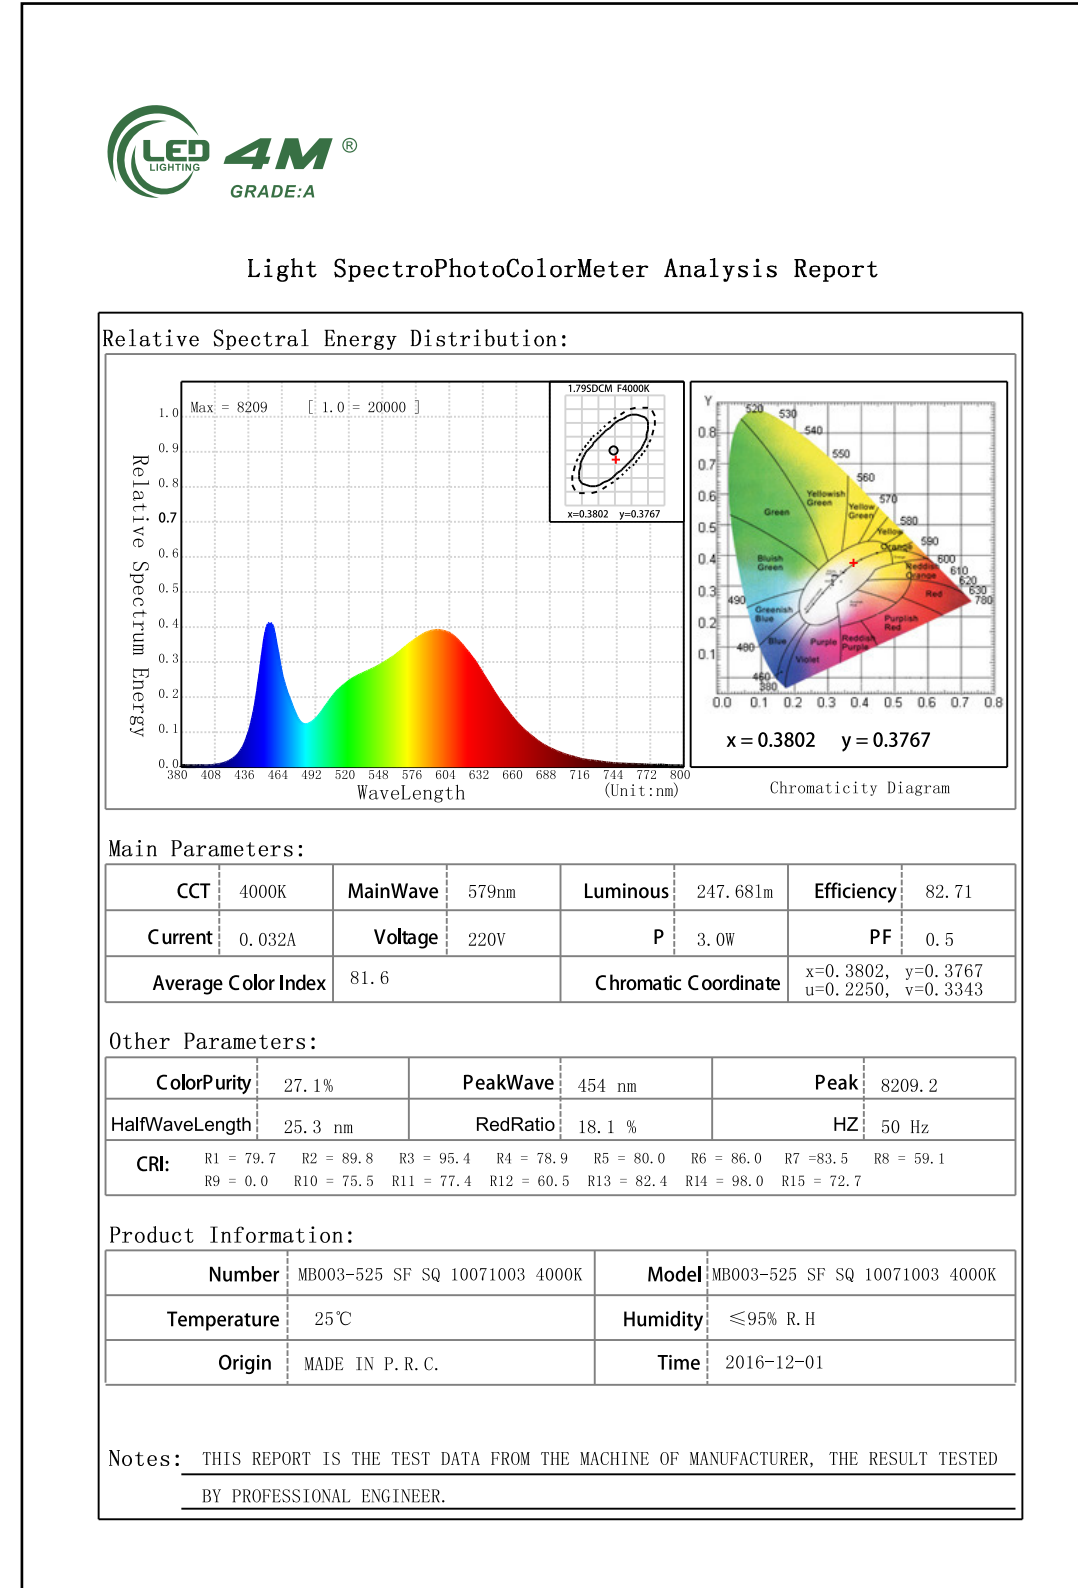 LED
LIGHTING
4M®
GRADE:A
Light SpectroPhotoColorMeter Analysis Report
Relative Spectral Energy Distribution:
Relative Spectrum Energy
Max = 8209 [ 1.0 = 20000 ]
1.0
0.9
0.8
0.7
0.6
0.5
0.4
0.3
0.2
0.1
0.0
380 408 436 464 492 520 548 576 604 632 660 688 716 744 772 800
WaveLength (Unit:nm)
1.79SDCM F4000K
x=0.3802 y=0.3767
Y
0.8
0.7
0.6
0.5
0.4
0.3
0.2
0.1
0.0 0.1 0.2 0.3 0.4 0.5 0.6 0.7 0.8
520
530
540
550
560
570
580
590
600
610
620
630
780
490
480
460
380
Green
Yellowish Green
Yellow Green
Yellow
Orange
Reddish Orange
Red
Purplish Red
Reddish Purple
Purple
Violet
Blue
Greenish Blue
Bluish Green
x = 0.3802 y = 0.3767
Chromaticity Diagram
Main Parameters:
CCT 4000K MainWave 579nm Luminous 247.68lm Efficiency 82.71
Current 0.032A Voltage 220V P 3.0W PF 0.5
Average Color Index 81.6 Chromatic Coordinate x=0.3802, y=0.3767
u=0.2250, v=0.3343
Other Parameters:
ColorPurity 27.1% PeakWave 454 nm Peak 8209.2
HalfWaveLength 25.3 nm RedRatio 18.1 % HZ 50 Hz
CRI: R1 = 79.7 R2 = 89.8 R3 = 95.4 R4 = 78.9 R5 = 80.0 R6 = 86.0 R7 =83.5 R8 = 59.1
R9 = 0.0 R10 = 75.5 R11 = 77.4 R12 = 60.5 R13 = 82.4 R14 = 98.0 R15 = 72.7
Product Information:
Number MB003-525 SF SQ 10071003 4000K Model MB003-525 SF SQ 10071003 4000K
Temperature 25℃ Humidity ≤95% R.H
Origin MADE IN P.R.C. Time 2016-12-01
Notes: THIS REPORT IS THE TEST DATA FROM THE MACHINE OF MANUFACTURER, THE RESULT TESTED
BY PROFESSIONAL ENGINEER.